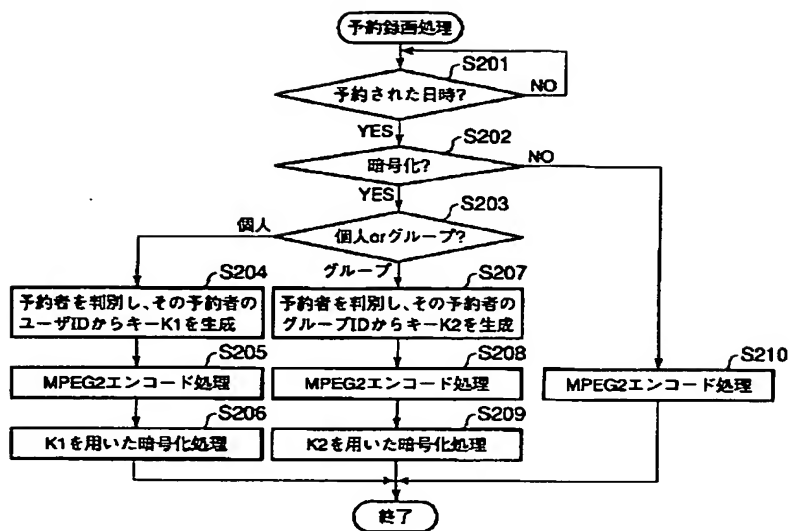 予約録画処理
S201
予約された日時?
NO
YES
S202
暗号化?
NO
YES
S203
個人orグループ?
個人
グループ
S204
予約者を判別し、その予約者の
ユーザIDからキーK1を生成
S205
MPEG2エンコード処理
S206
K1を用いた暗号化処理
S207
予約者を判別し、その予約者の
グループIDからキーK2を生成
S208
MPEG2エンコード処理
S209
K2を用いた暗号化処理
S210
MPEG2エンコード処理
終了